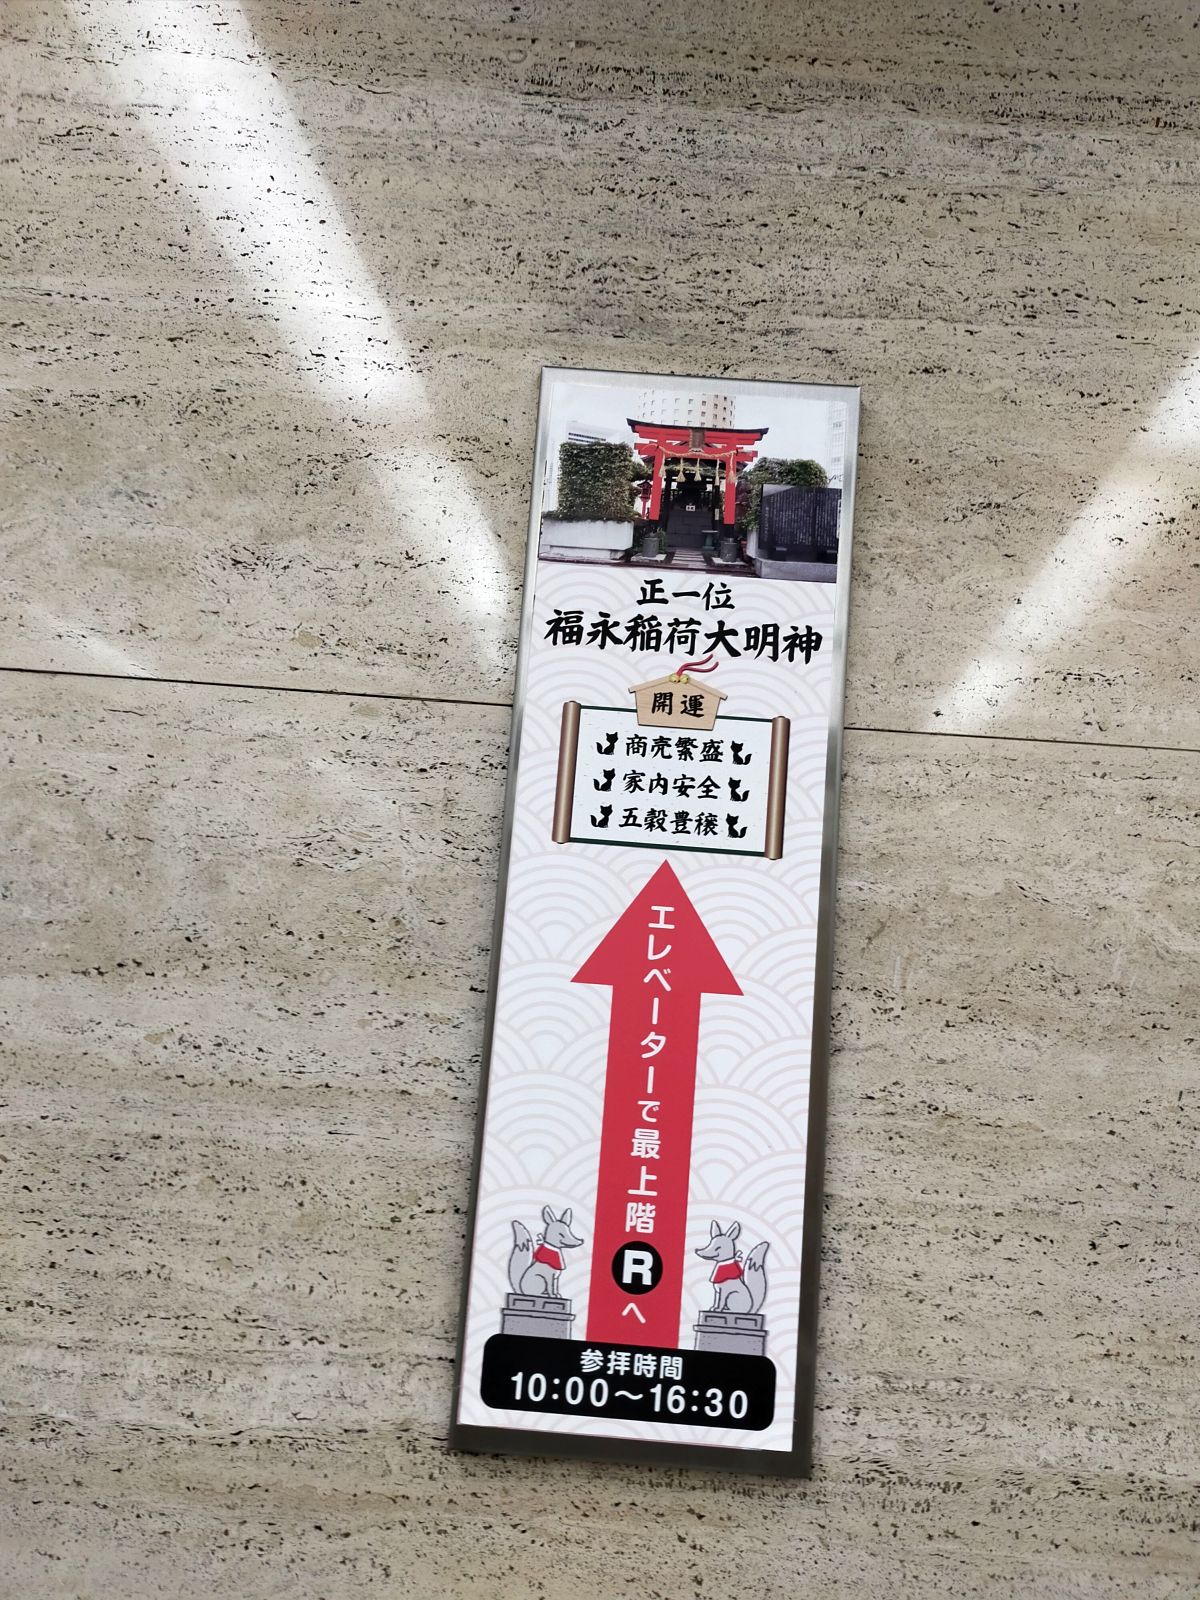 正一位
福永稲荷大明神
開運
商売繁盛
家内安全
五穀豊穣
エレベーターで最上階Rへ
参拝時間
10:00～16:30